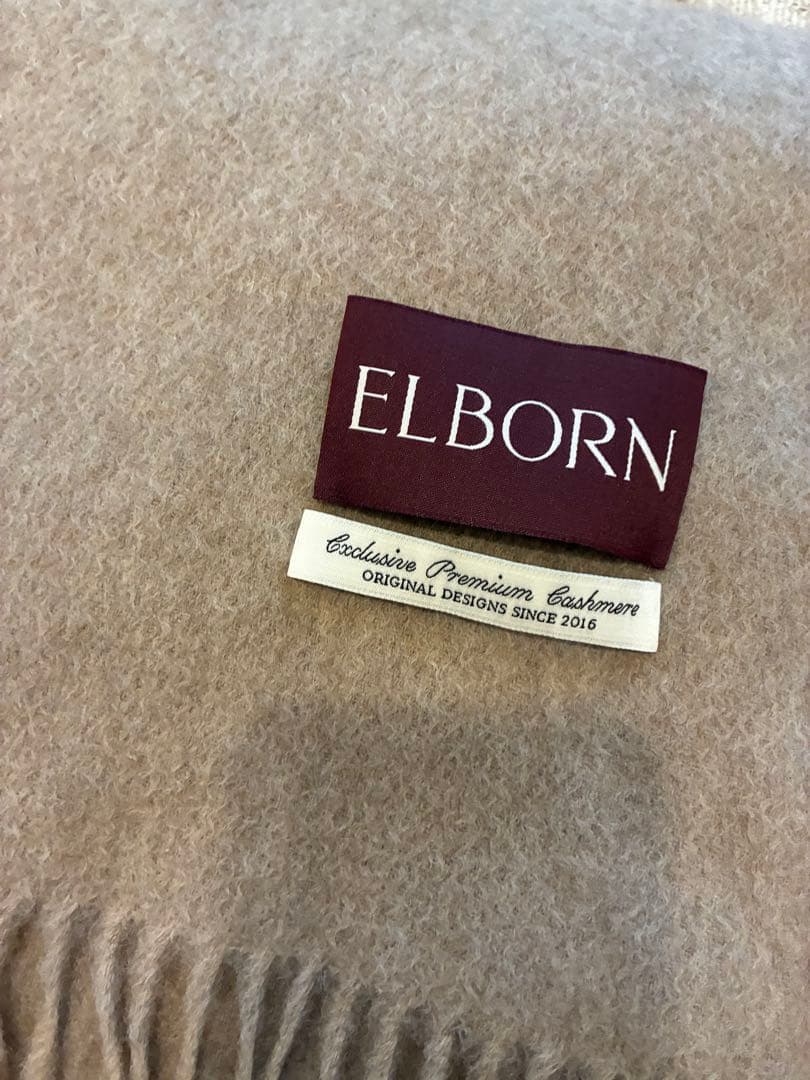 ELBORN
Exclusive Premium Cashmere
ORIGINAL DESIGNS SINCE 2016